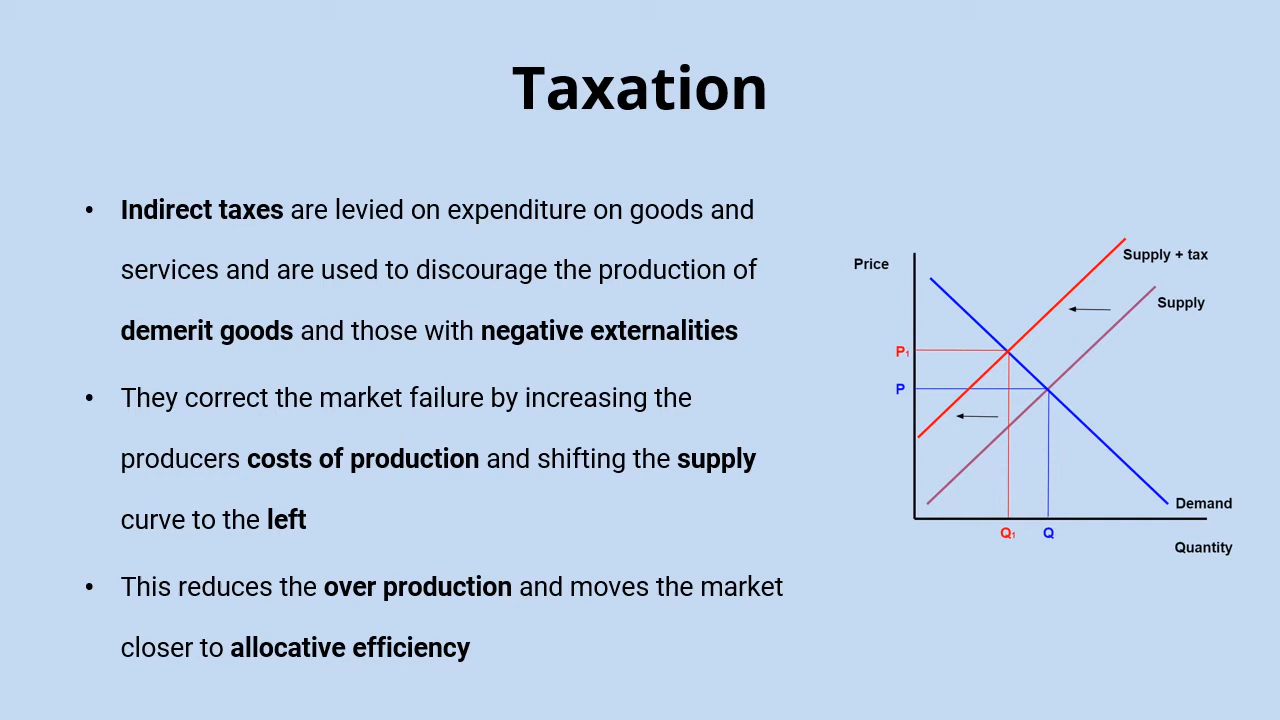 Taxation
• Indirect taxes are levied on expenditure on goods and
services and are used to discourage the production of
demerit goods and those with negative externalities
• They correct the market failure by increasing the
producers costs of production and shifting the supply
curve to the left
• This reduces the over production and moves the market
closer to allocative efficiency
Price
Supply + tax
Supply
P1
P
Demand
Q1
Q
Quantity